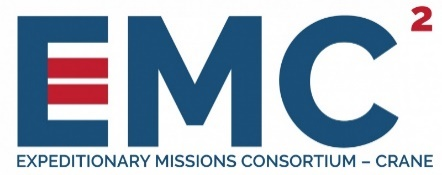 EMC²
EXPEDITIONARY MISSIONS CONSORTIUM – CRANE